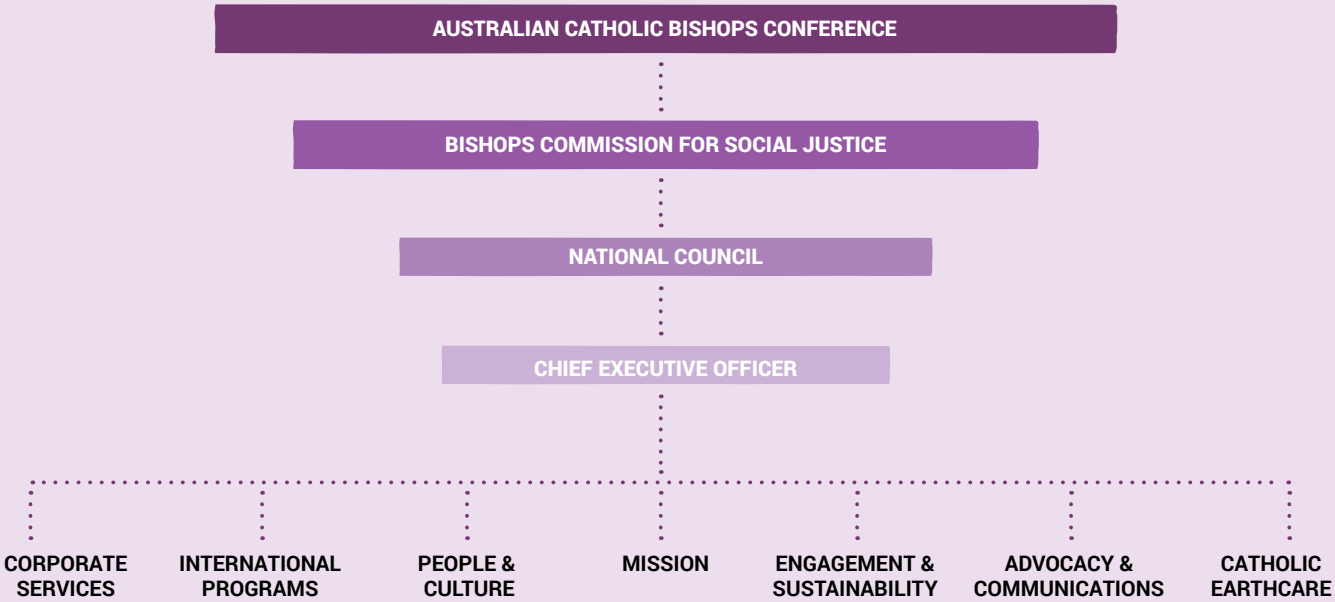 AUSTRALIAN CATHOLIC BISHOPS CONFERENCE
BISHOPS COMMISSION FOR SOCIAL JUSTICE
NATIONAL COUNCIL
CHIEF EXECUTIVE OFFICER
CORPORATE
SERVICES
INTERNATIONAL
PROGRAMS
PEOPLE &
CULTURE
MISSION
ENGAGEMENT &
SUSTAINABILITY
ADVOCACY &
COMMUNICATIONS
CATHOLIC
EARTHCARE